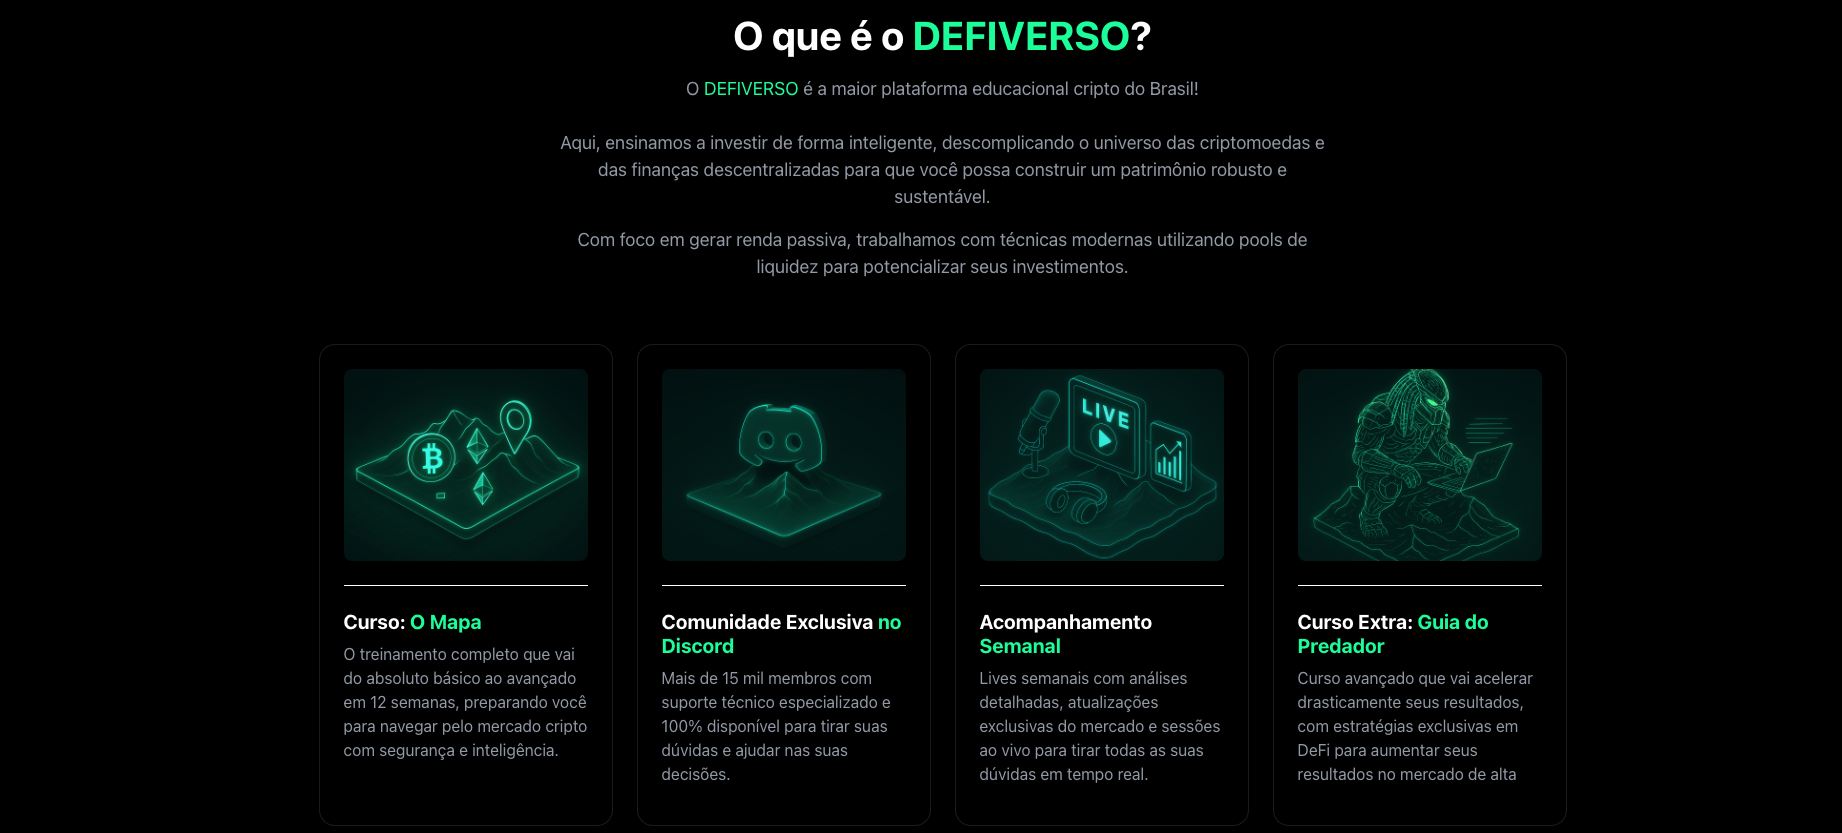 O que é o DEFIVERSO?
O DEFIVERSO é a maior plataforma educacional cripto do Brasil!
Aqui, ensinamos a investir de forma inteligente, descomplicando o universo das criptomoedas e
das finanças descentralizadas para que você possa construir um patrimônio robusto e
sustentável.
Com foco em gerar renda passiva, trabalhamos com técnicas modernas utilizando pools de
liquidez para potencializar seus investimentos.
Curso: O Mapa
O treinamento completo que vai
do absoluto básico ao avançado
em 12 semanas, preparando você
para navegar pelo mercado cripto
com segurança e inteligência.
Comunidade Exclusiva no
Discord
Mais de 15 mil membros com
suporte técnico especializado e
100% disponível para tirar suas
dúvidas e ajudar nas suas
decisões.
LIVE
Acompanhamento
Semanal
Lives semanais com análises
detalhadas, atualizações
exclusivas do mercado e sessões
ao vivo para tirar todas as suas
dúvidas em tempo real.
Curso Extra: Guia do
Predador
Curso avançado que vai acelerar
drasticamente seus resultados,
com estratégias exclusivas em
DeFi para aumentar seus
resultados no mercado de alta